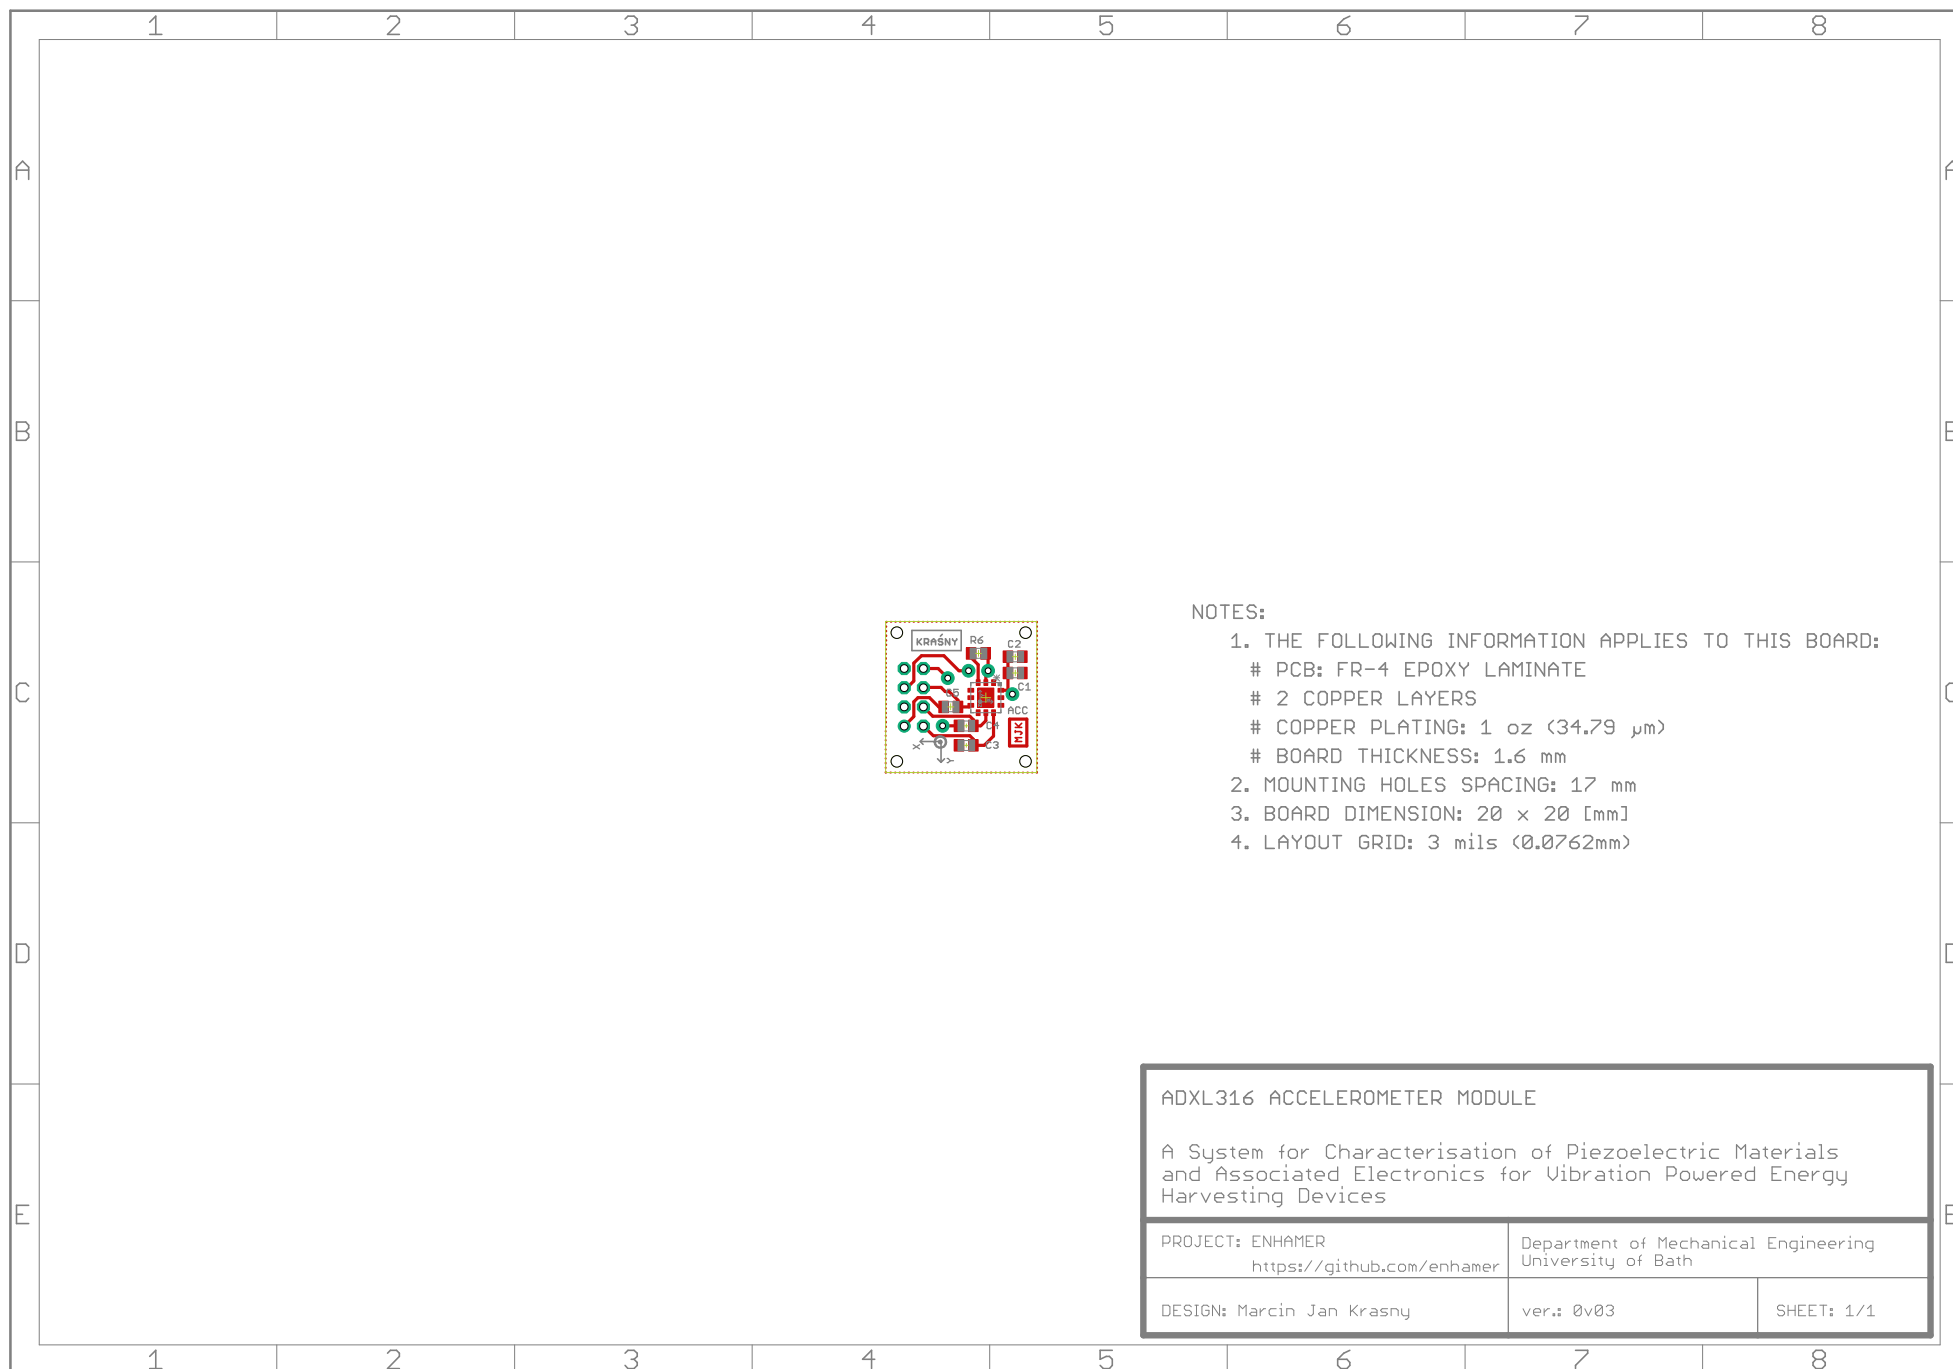 1 2 3 4 5 6 7 8
A A
B B
C C
D D
E E
KRAŚNY
R6
C2
C1
C5
ACC
C4
MJK
C3
X
Y
NOTES:
1. THE FOLLOWING INFORMATION APPLIES TO THIS BOARD:
# PCB: FR-4 EPOXY LAMINATE
# 2 COPPER LAYERS
# COPPER PLATING: 1 oz (34.79 µm)
# BOARD THICKNESS: 1.6 mm
2. MOUNTING HOLES SPACING: 17 mm
3. BOARD DIMENSION: 20 x 20 [mm]
4. LAYOUT GRID: 3 mils (0.0762mm)
ADXL316 ACCELEROMETER MODULE
A System for Characterisation of Piezoelectric Materials
and Associated Electronics for Vibration Powered Energy
Harvesting Devices
PROJECT: ENHAMER
https://github.com/enhamer
Department of Mechanical Engineering
University of Bath
DESIGN: Marcin Jan Krasny
ver.: 0v03
SHEET: 1/1
1 2 3 4 5 6 7 8